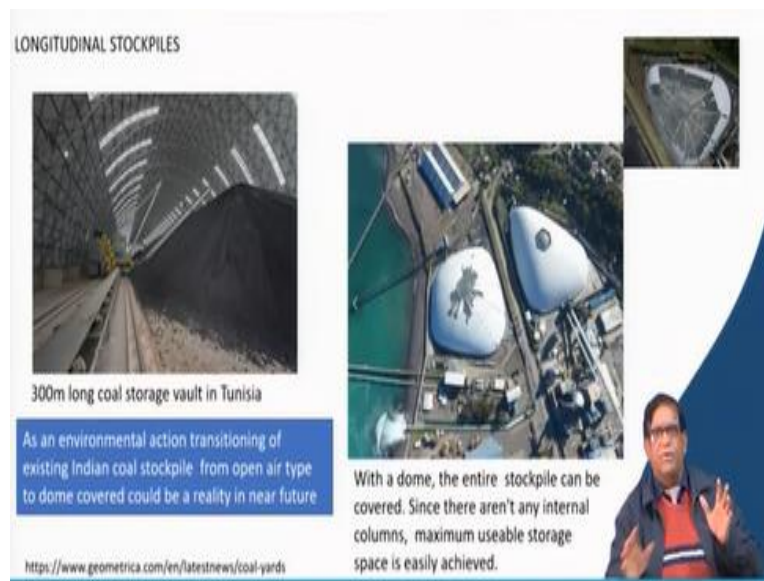 LONGITUDINAL STOCKPILES
300m long coal storage vault in Tunisia
As an environmental action transitioning of
existing Indian coal stockpile from open air type
to dome covered could be a reality in near future
With a dome, the entire stockpile can be
covered. Since there aren't any internal
columns, maximum useable storage
space is easily achieved.
https://www.geometrica.com/en/latestnews/coal-yards